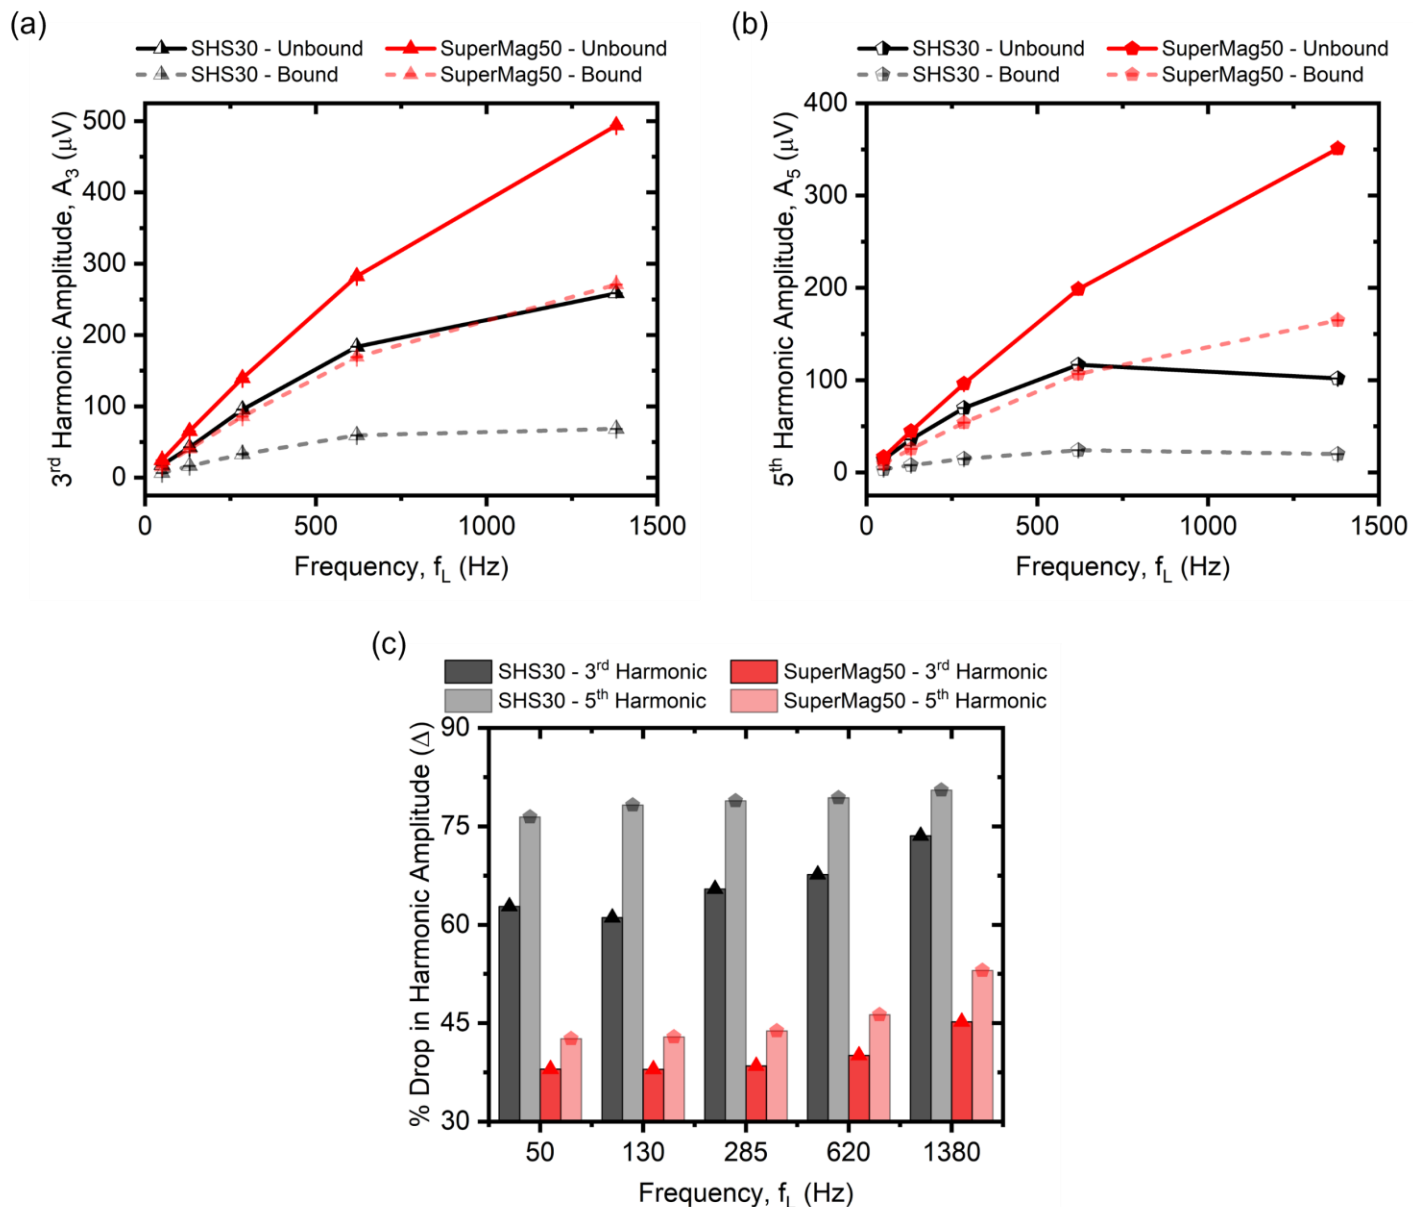 (a)
SHS30 - Unbound SuperMag50 - Unbound
SHS30 - Bound SuperMag50 - Bound
3rd Harmonic Amplitude, A3 (μV)
500
400
300
200
100
0
0 500 1000 1500
Frequency, fL (Hz)
(b)
SHS30 - Unbound SuperMag50 - Unbound
SHS30 - Bound SuperMag50 - Bound
5th Harmonic Amplitude, A5 (μV)
400
300
200
100
0
0 500 1000 1500
Frequency, fL (Hz)
(c)
SHS30 - 3rd Harmonic SuperMag50 - 3rd Harmonic
SHS30 - 5th Harmonic SuperMag50 - 5th Harmonic
% Drop in Harmonic Amplitude (Δ)
90
75
60
45
30
50 130 285 620 1380
Frequency, fL (Hz)